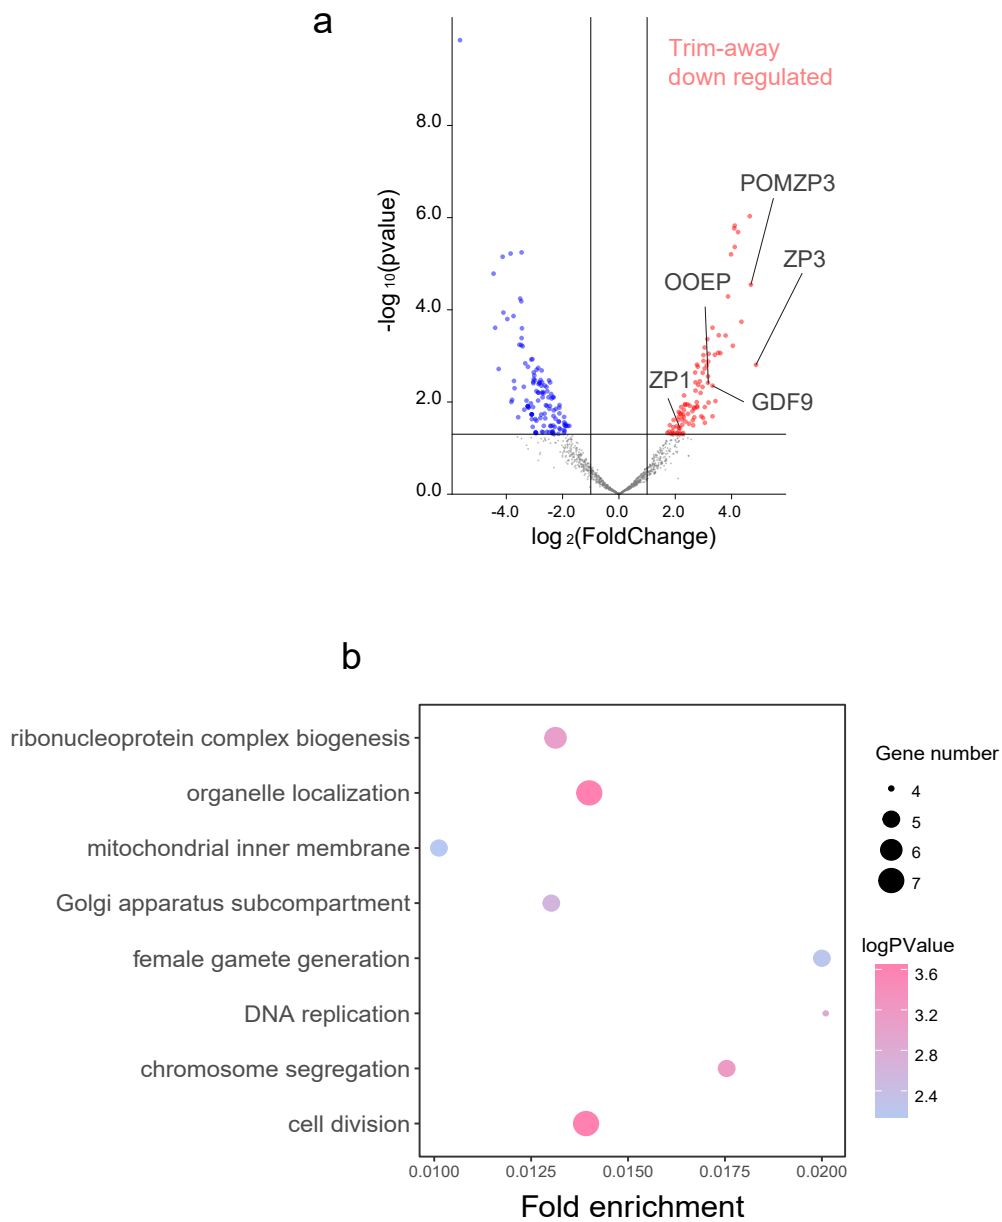 a
Trim-away
down regulated
8.0
6.0
4.0
2.0
0.0
-log 10(pvalue)
POMZP3
ZP3
OOEP
ZP1
GDF9
-4.0 -2.0 0.0 2.0 4.0
log 2(FoldChange)
b
ribonucleoprotein complex biogenesis
organelle localization
mitochondrial inner membrane
Golgi apparatus subcompartment
female gamete generation
DNA replication
chromosome segregation
cell division
0.0100 0.0125 0.0150 0.0175 0.0200
Fold enrichment
Gene number
4
5
6
7
logPValue
3.6
3.2
2.8
2.4